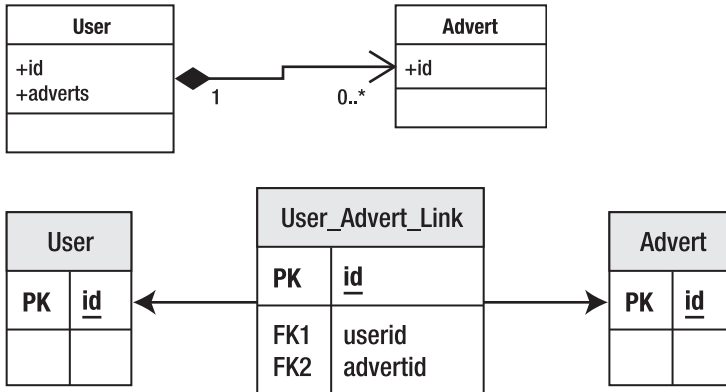 User
+id
+adverts
1
0..*
Advert
+id
User
PK id
User_Advert_Link
PK id
FK1 userid
FK2 advertid
Advert
PK id